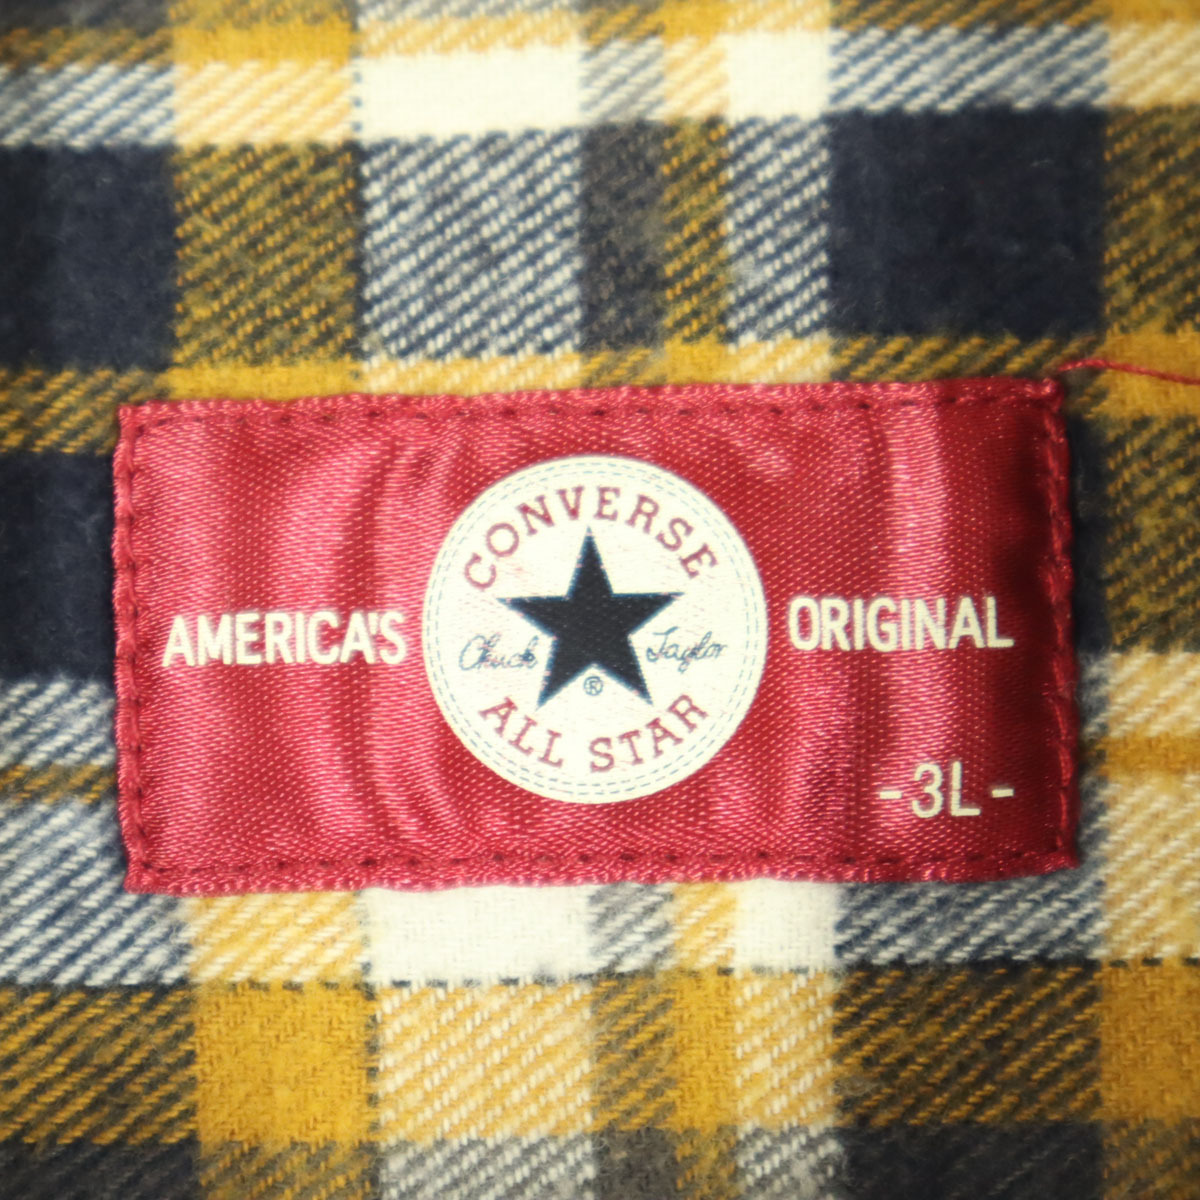 CONVERSE
AMERICA'S
Chuck Taylor
ORIGINAL
®
ALL STAR
-3L-